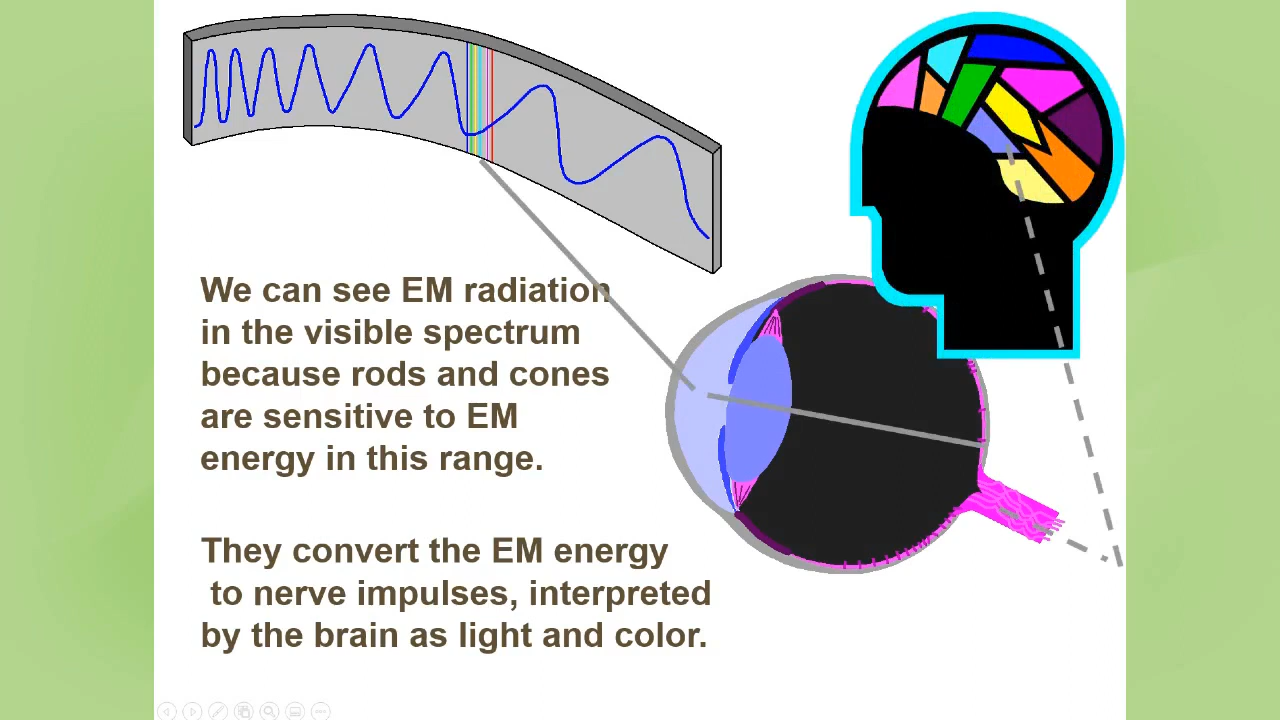 We can see EM radiation
in the visible spectrum
because rods and cones
are sensitive to EM
energy in this range.
They convert the EM energy
to nerve impulses, interpreted
by the brain as light and color.